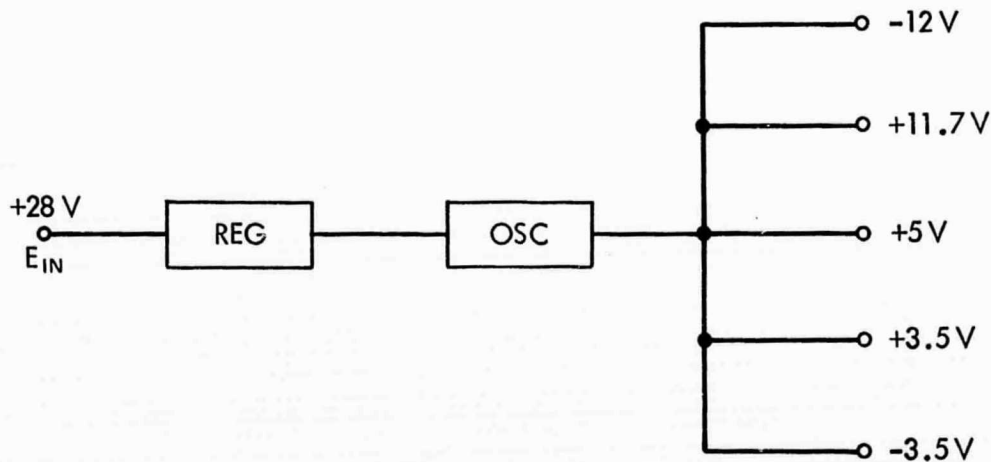 -12 V
+11.7 V
+28 V
E_IN
REG
OSC
+5 V
+3.5 V
-3.5 V